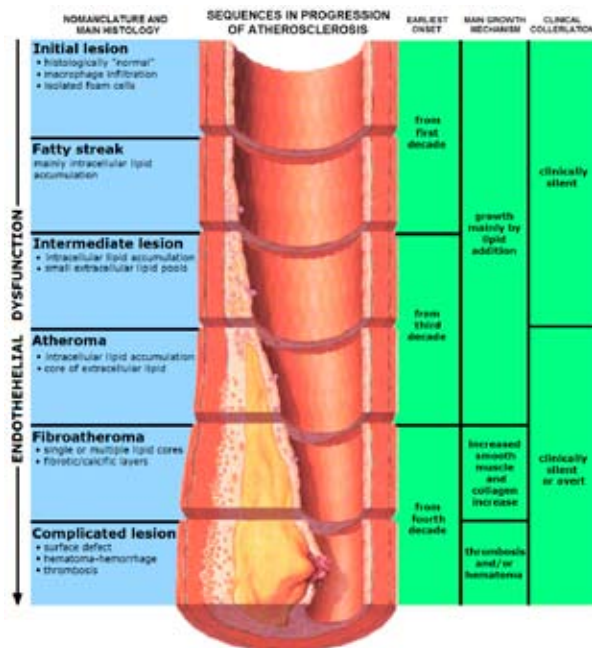 NOMANCLATURE AND
MAIN HISTOLOGY
SEQUENCES IN PROGRESSION
OF ATHEROSCLEROSIS
EARLIEST
ONSET
MAIN GROWTH
MECHANISM
CLINICAL
COLLERLATION
Initial lesion
• histologically "normal"
• macrophage infiltration
• isolated foam cells
Fatty streak
mainly intracellular lipid
accumulation
Intermediate lesion
• intracellular lipid accumulation
• small extracellular lipid pools
Atheroma
• intracellular lipid accumulation
• core of extracellular lipid
Fibroatheroma
• single or multiple lipid cores
• fibrotic/calcific layers
Complicated lesion
• surface defect
• hematoma-hemorrhage
• thrombosis
from
first
decade
from
third
decade
from
fourth
decade
growth
mainly by
lipid
addition
increased
smooth
muscle
and
collagen
increase
thrombosis
and/or
hematoma
clinically
silent
clinically
silent
or overt
ENDOTHEHELIAL DYSFUNCTION